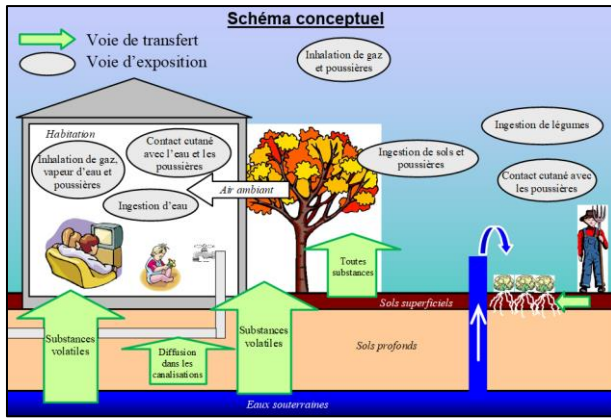 Schéma conceptuel
Voie de transfert
Voie d'exposition
Inhalation de gaz
et poussières
Habitation
Inhalation de gaz,
vapeur d'eau et
poussières
Contact cutané
avec l'eau et les
poussières
Ingestion d'eau
Air ambiant
Ingestion de sols et
poussières
Ingestion de légumes
Contact cutané avec
les poussières
Toutes
substances
Sols superficiels
Substances
volatiles
Diffusion
dans les
canalisations
Substances
volatiles
Sols profonds
Eaux souterraines